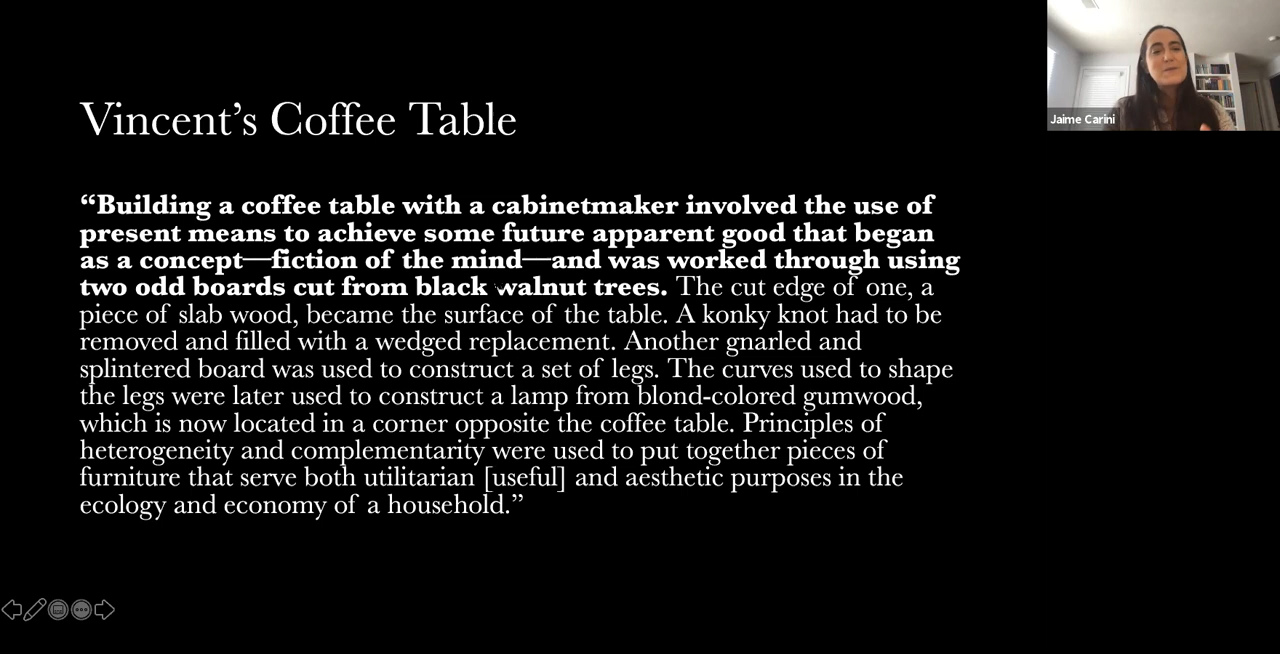 Vincent’s Coffee Table
“Building a coffee table with a cabinetmaker involved the use of
present means to achieve some future apparent good that began
as a concept—fiction of the mind—and was worked through using
two odd boards cut from black walnut trees. The cut edge of one, a
piece of slab wood, became the surface of the table. A konky knot had to be
removed and filled with a wedged replacement. Another gnarled and
splintered board was used to construct a set of legs. The curves used to shape
the legs were later used to construct a lamp from blond-colored gumwood,
which is now located in a corner opposite the coffee table. Principles of
heterogeneity and complementarity were used to put together pieces of
furniture that serve both utilitarian [useful] and aesthetic purposes in the
ecology and economy of a household.”
Jaime Carini